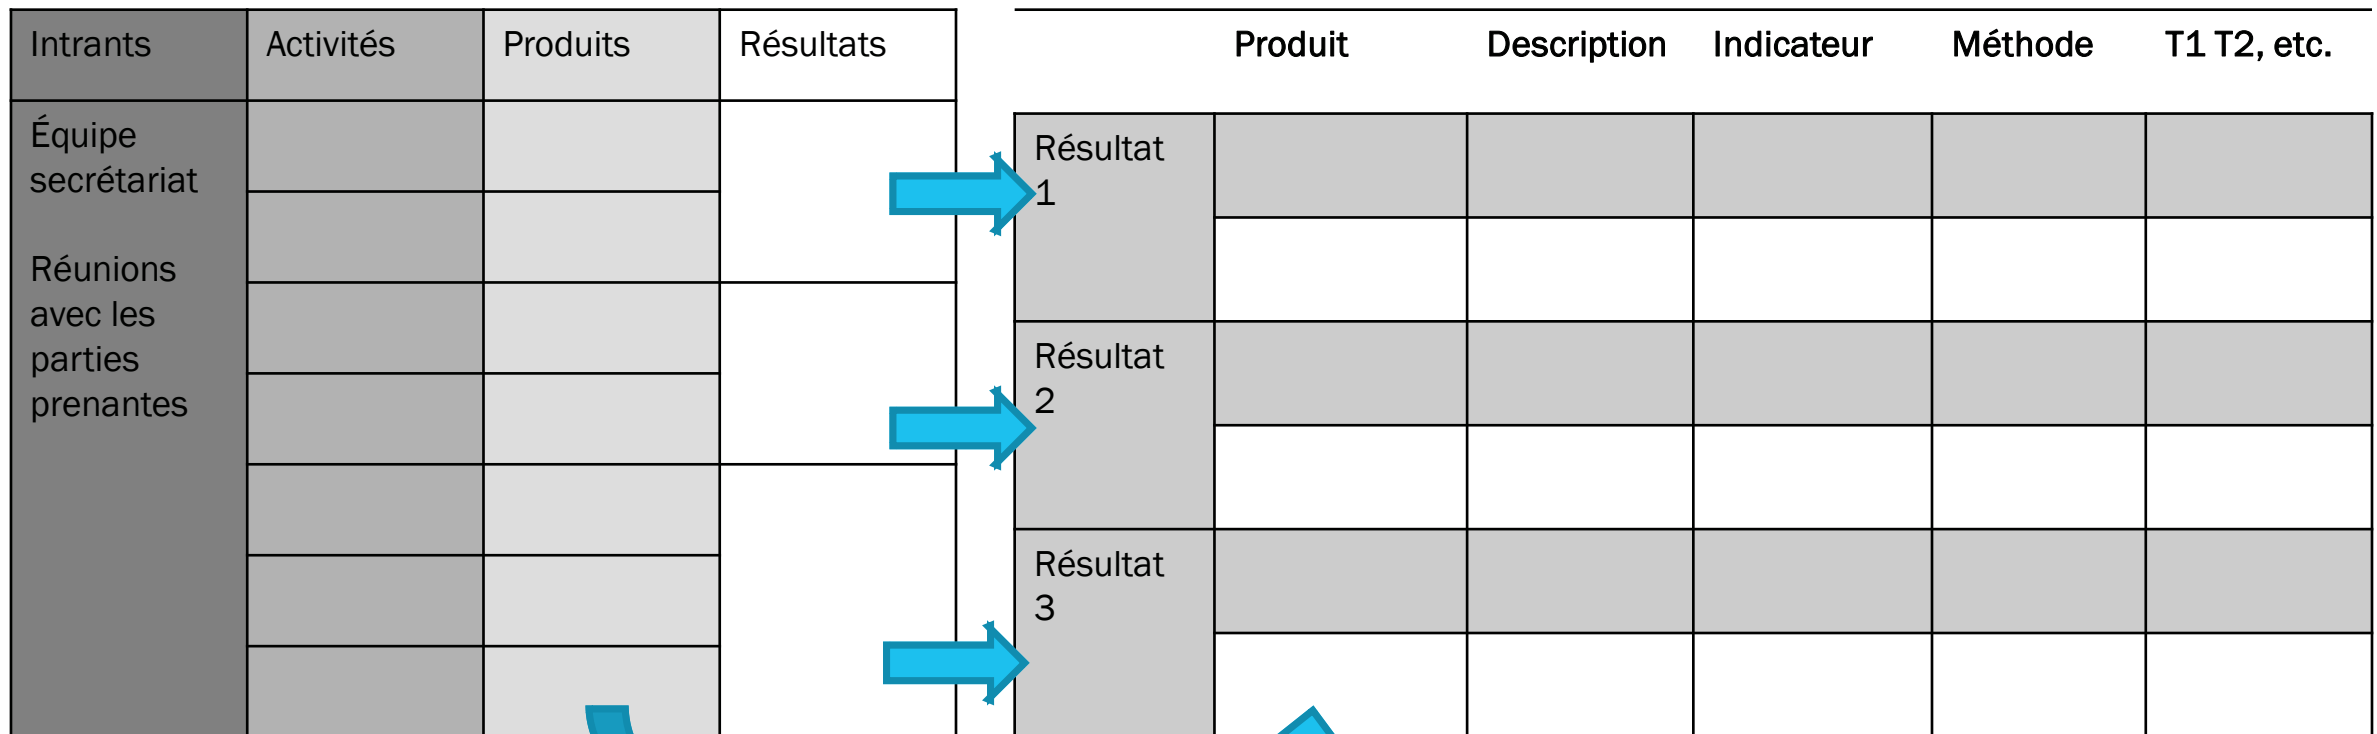 Intrants
Activités
Produits
Résultats
Équipe
secrétariat
Réunions
avec les
parties
prenantes
Produit
Description
Indicateur
Méthode
T1 T2, etc.
Résultat
1
Résultat
2
Résultat
3